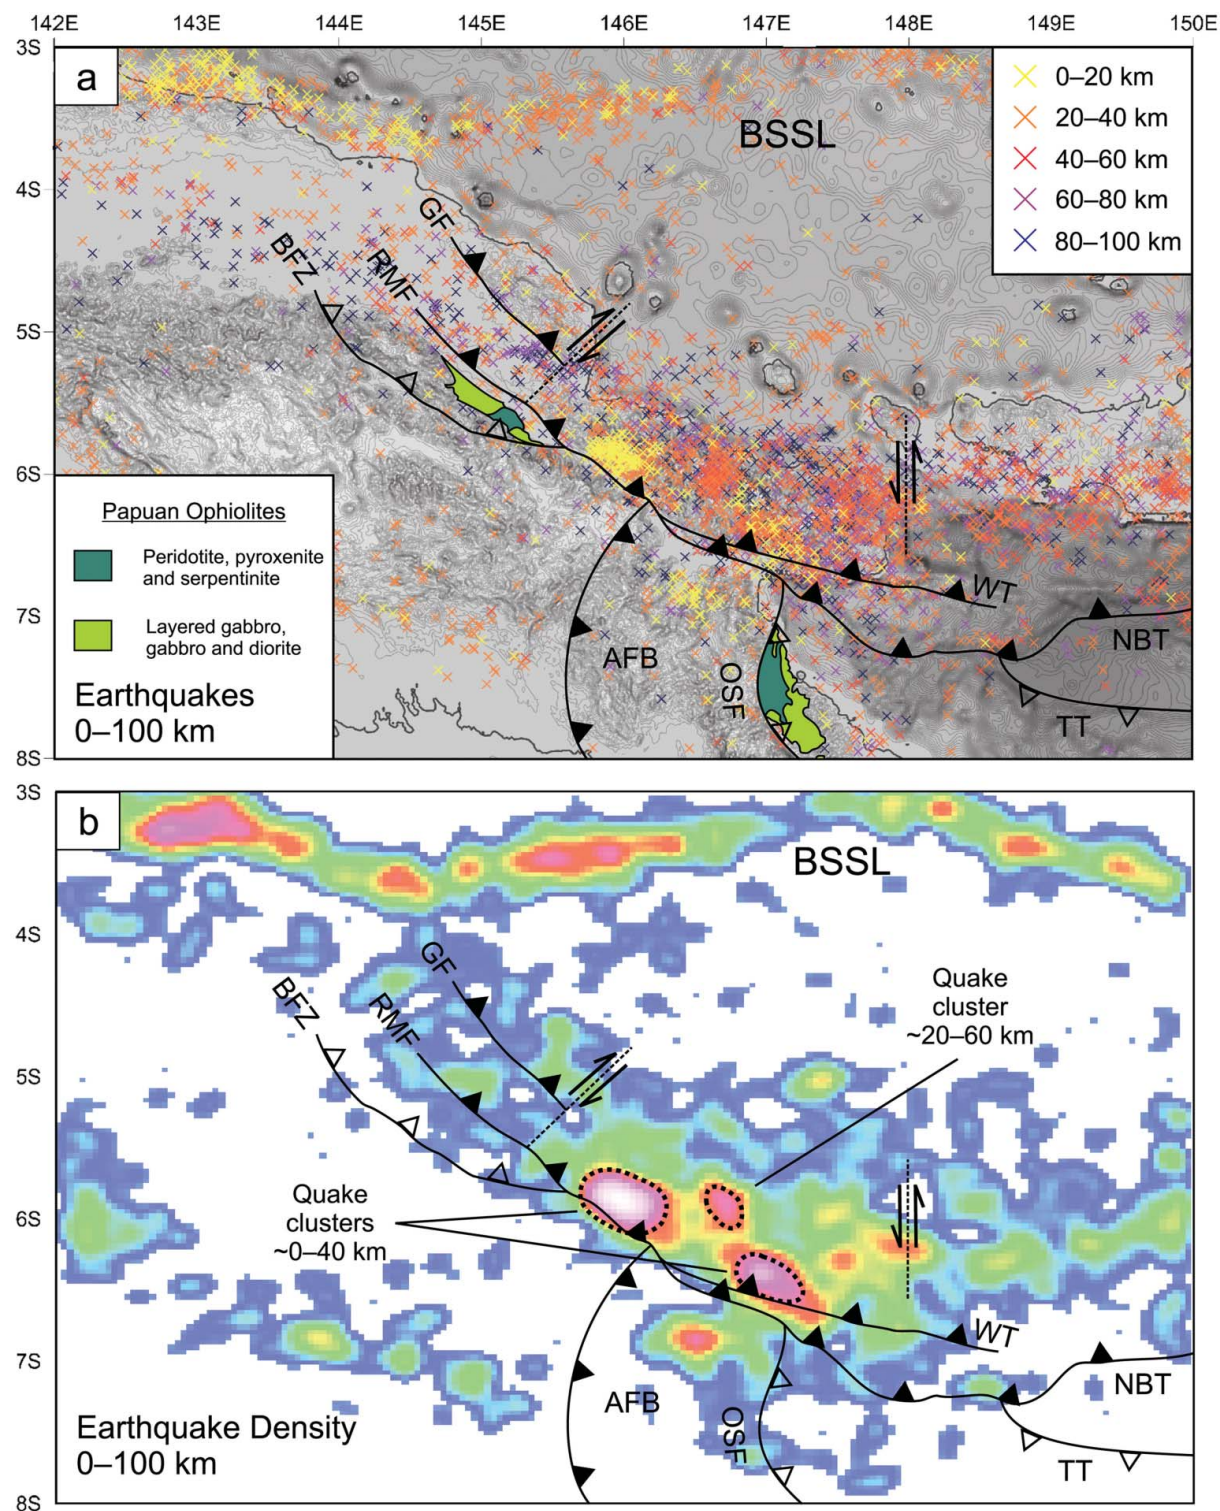 142E 143E 144E 145E 146E 147E 148E 149E 150E
3S
a
BSSL
0–20 km
20–40 km
40–60 km
60–80 km
80–100 km
4S
GF
BFZ
RMF
5S
6S
Papuan Ophiolites
Peridotite, pyroxenite
and serpentinite
Layered gabbro,
gabbro and diorite
WT
7S
NBT
AFB
OSF
TT
Earthquakes
0–100 km
8S
3S
b
BSSL
4S
GF
BFZ
RMF
Quake
cluster
~20–60 km
5S
Quake
clusters
~0–40 km
6S
WT
7S
NBT
AFB
OSF
TT
Earthquake Density
0–100 km
8S